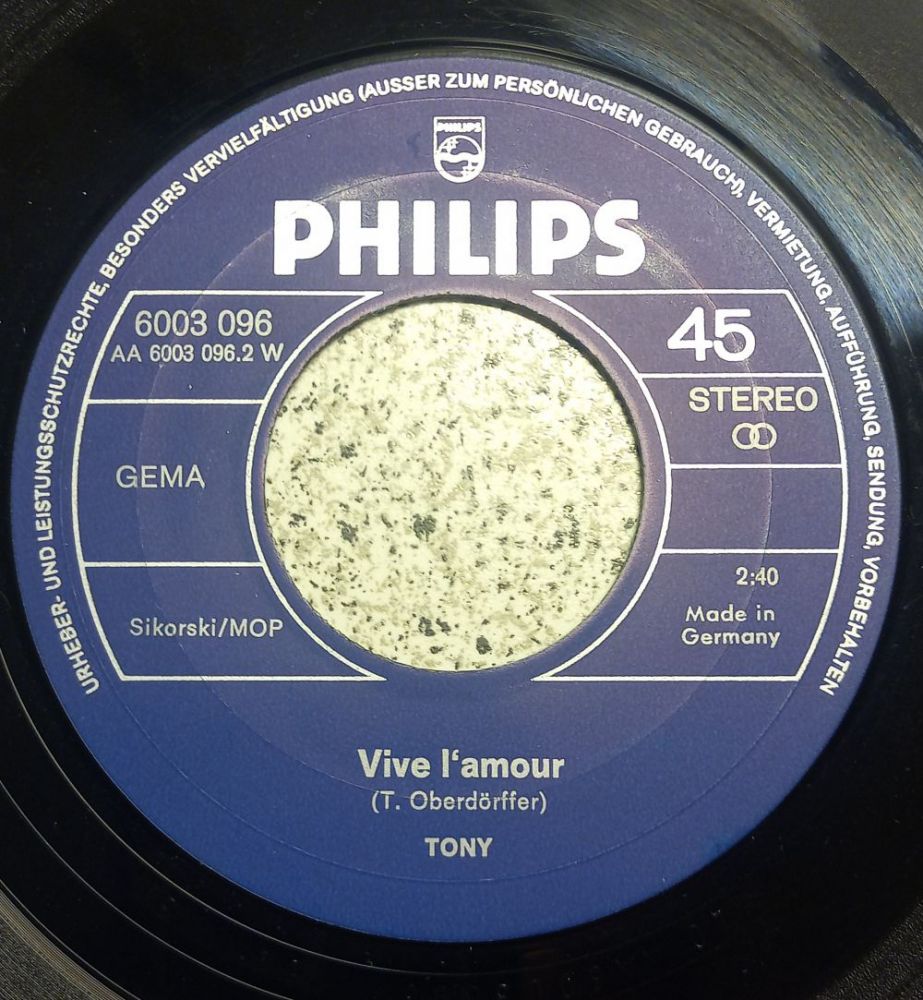 URHEBER- UND LEISTUNGSSCHUTZRECHTE, BESONDERS VERVIELFÄLTIGUNG (AUSSER ZUM PERSÖNLICHEN GEBRAUCH), VERMIETUNG, AUFFÜHRUNG, SENDUNG, VORBEHALTEN
PHILIPS
PHILIPS
6003 096
AA 6003 096.2 W
45
STEREO
GEMA
2:40
Sikorski/MOP
Made in
Germany
Vive l‘amour
(T. Oberdörffer)
TONY